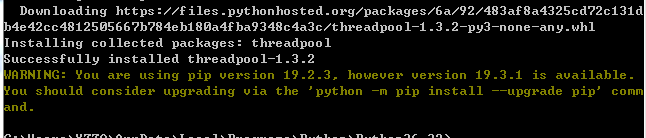 Downloading https://files.pythonhosted.org/packages/6a/92/483af8a4325cd72c131d
b4e42cc4812505667b784eb180a4fba9348c4a3c/threadpool-1.3.2-py3-none-any.whl
Installing collected packages: threadpool
Successfully installed threadpool-1.3.2
WARNING: You are using pip version 19.2.3, however version 19.3.1 is available.
You should consider upgrading via the 'python -m pip install --upgrade pip' comm
and.